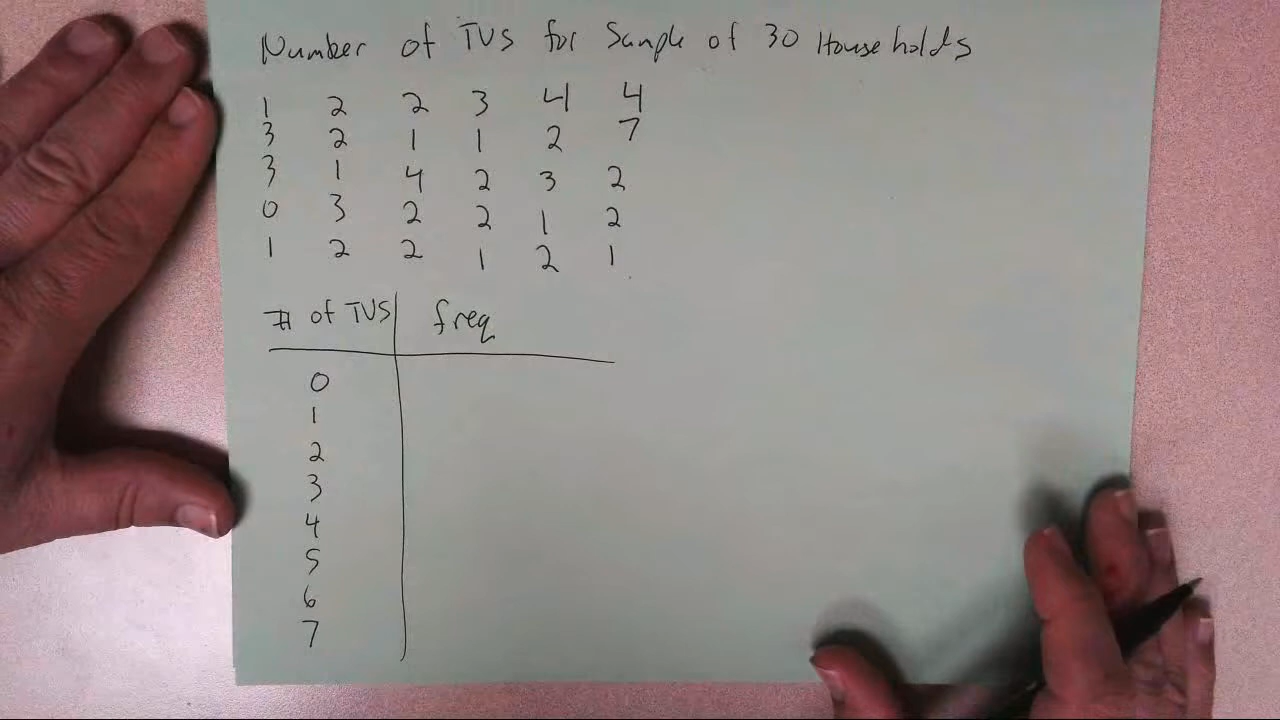 Number of TVS for Sample of 30 Households
1 2 2 3 4 4
3 2 1 1 2 7
3 1 4 2 3 2
0 3 2 2 1 2
1 2 2 1 2 1
# of TVS freq
0
1
2
3
4
5
6
7